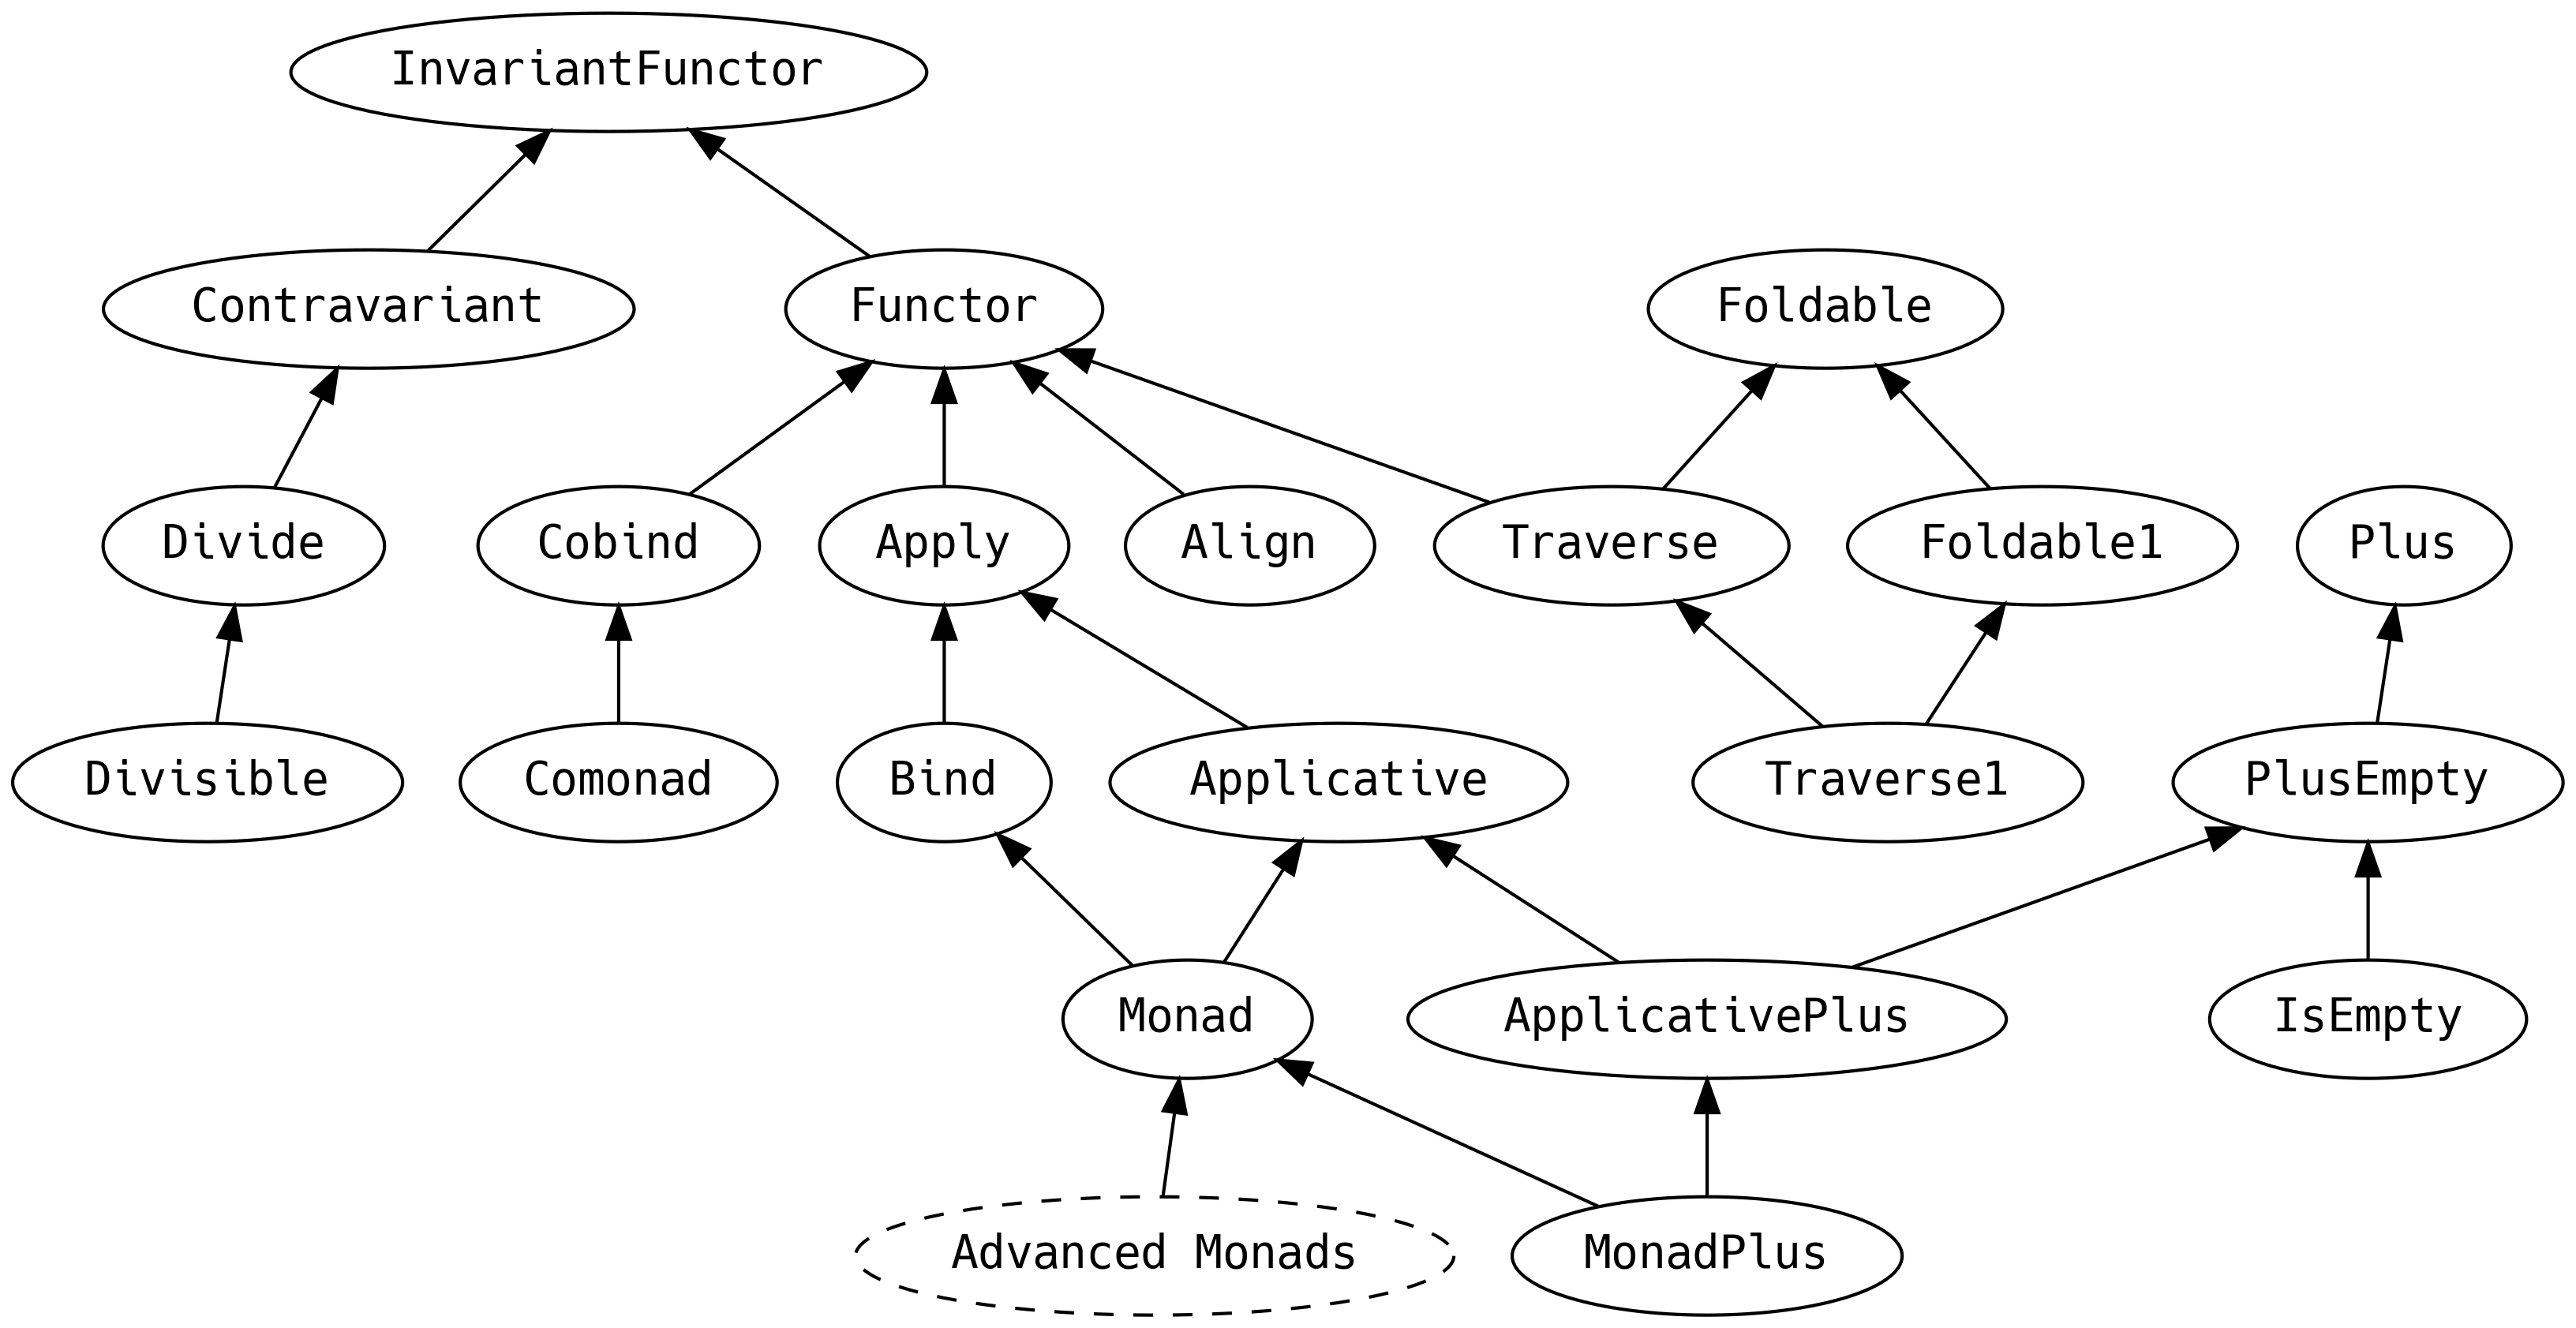 InvariantFunctor
Contravariant
Functor
Foldable
Divide
Cobind
Apply
Align
Traverse
Foldable1
Plus
Divisible
Comonad
Bind
Applicative
Traverse1
PlusEmpty
Monad
ApplicativePlus
IsEmpty
Advanced Monads
MonadPlus